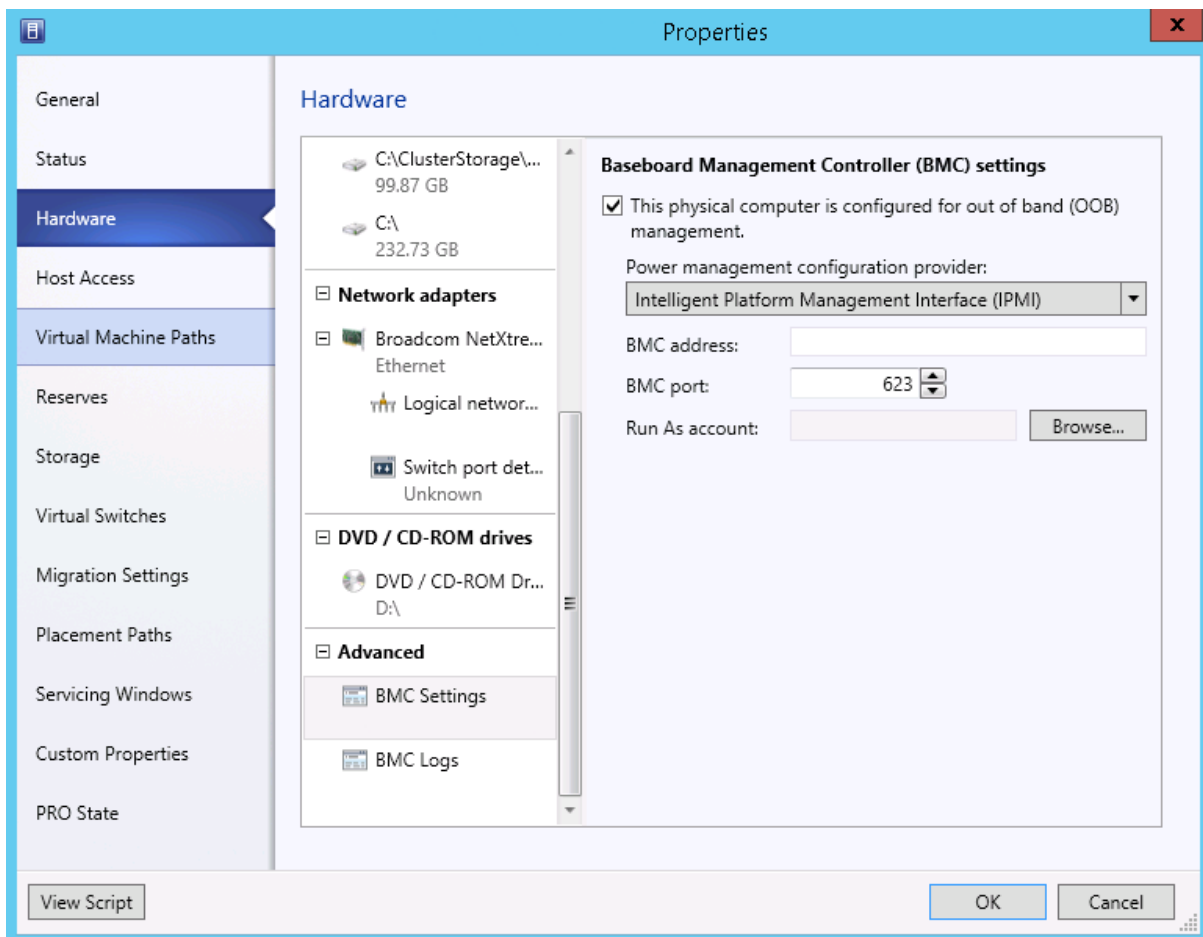 Properties
x
General
Status
Hardware
Host Access
Virtual Machine Paths
Reserves
Storage
Virtual Switches
Migration Settings
Placement Paths
Servicing Windows
Custom Properties
PRO State
Hardware
C:\ClusterStorage\...
99.87 GB
C:\
232.73 GB
Network adapters
Broadcom NetXtre...
Ethernet
Logical networ...
Switch port det...
Unknown
DVD / CD-ROM drives
DVD / CD-ROM Dr...
D:\
Advanced
BMC Settings
BMC Logs
Baseboard Management Controller (BMC) settings
This physical computer is configured for out of band (OOB)
management.
Power management configuration provider:
Intelligent Platform Management Interface (IPMI)
BMC address:
BMC port: 623
Run As account: Browse...
View Script
OK
Cancel